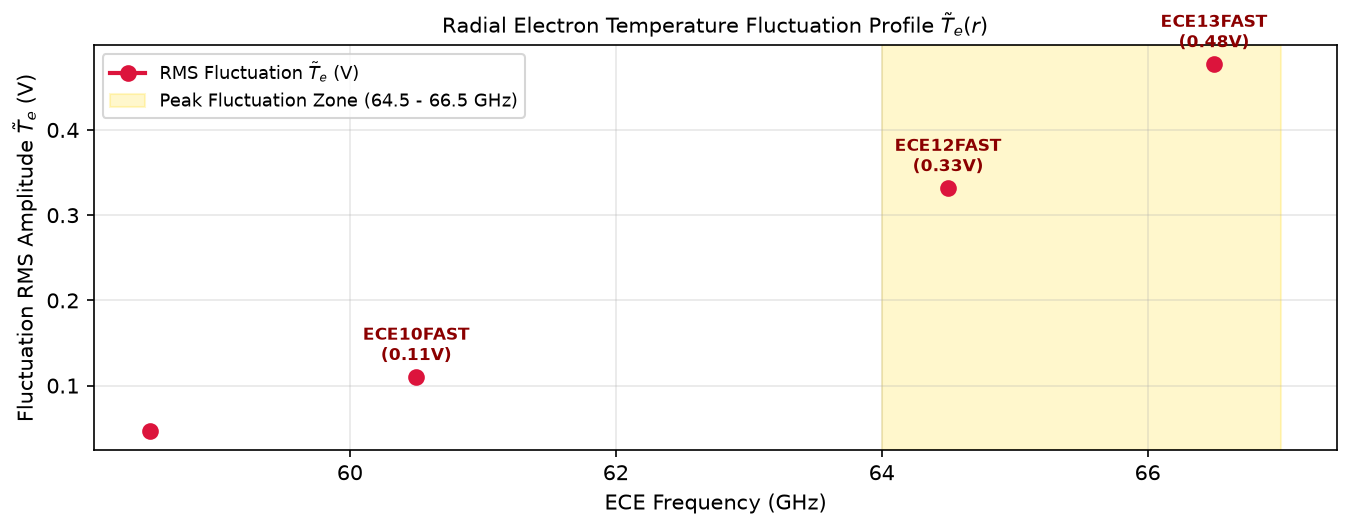 Radial Electron Temperature Fluctuation Profile T̃ₑ(r)
ECE13FAST
(0.48V)
RMS Fluctuation T̃ₑ (V)
Peak Fluctuation Zone (64.5 - 66.5 GHz)
ECE12FAST
(0.33V)
ECE10FAST
(0.11V)
Fluctuation RMS Amplitude T̃ₑ (V)
0.4
0.3
0.2
0.1
60 62 64 66
ECE Frequency (GHz)